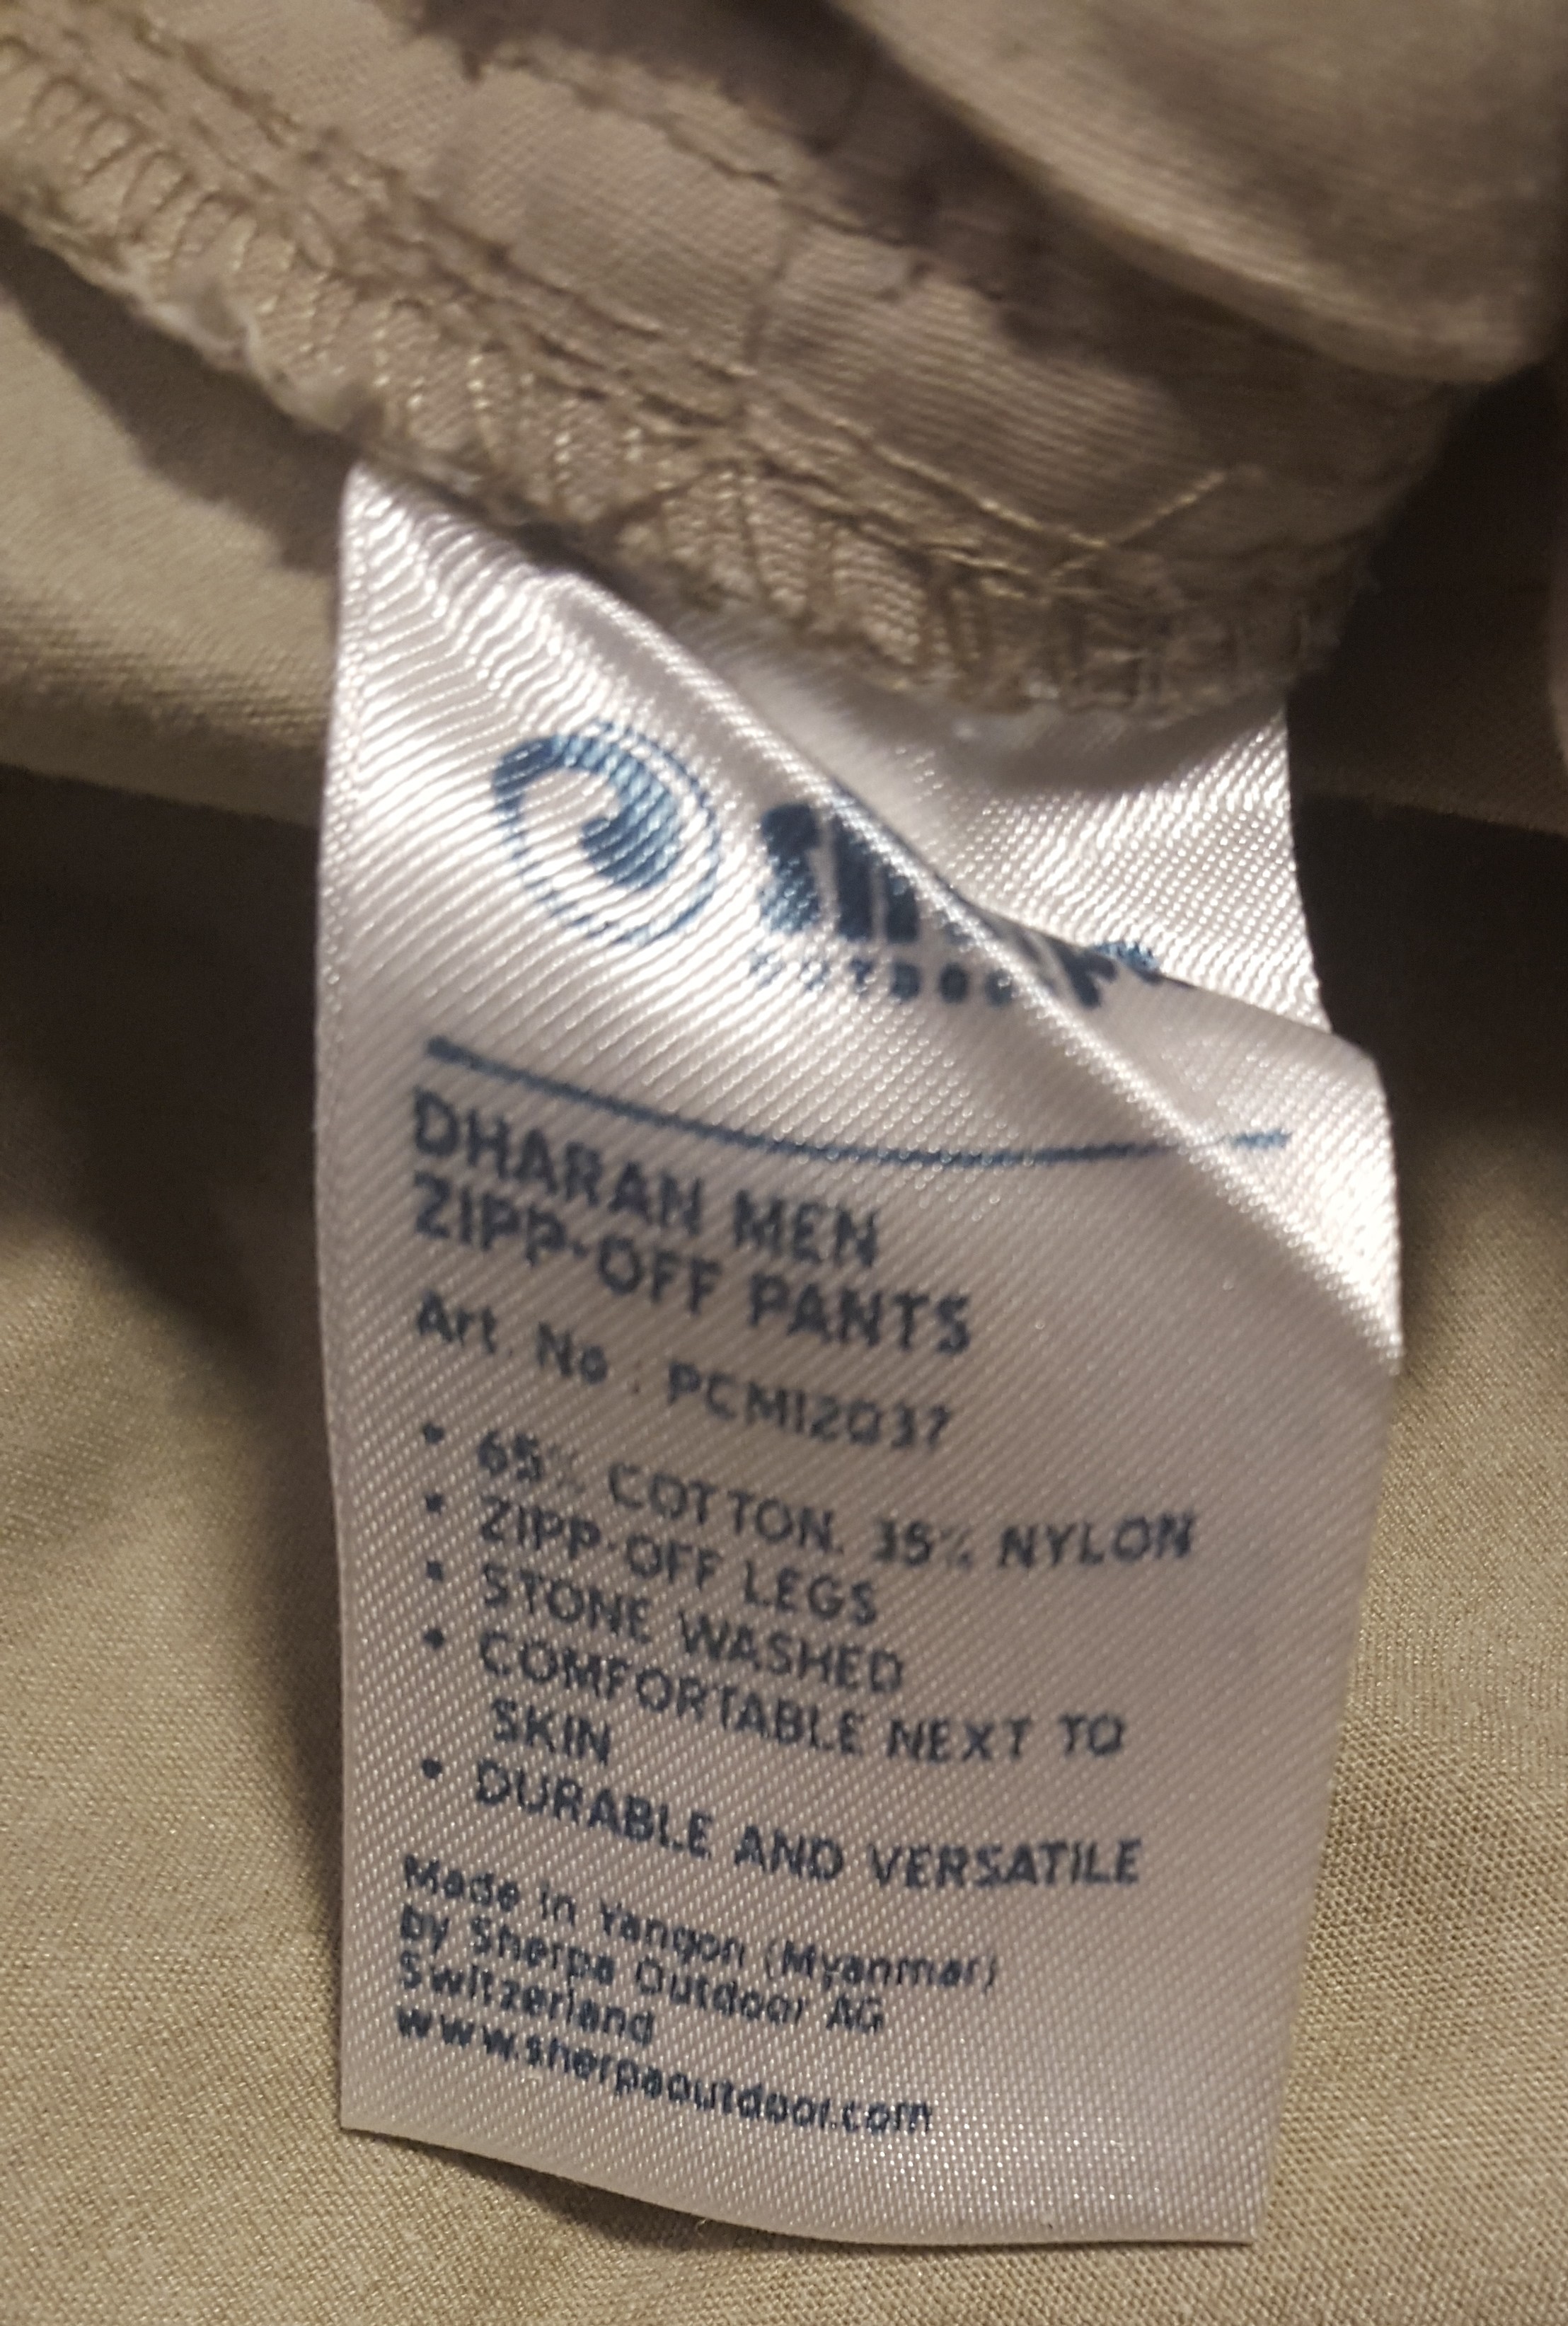 OUTDOOR
DHARAN MEN
ZIPP-OFF PANTS
Art. No : PCM12037
• 65% COTTON, 35% NYLON
• ZIPP-OFF LEGS
• STONE WASHED
• COMFORTABLE NEXT TO
SKIN
• DURABLE AND VERSATILE
Made in Yangon (Myanmar)
by Sherpa Outdoor AG
Switzerland
www.sherpaoutdoor.com